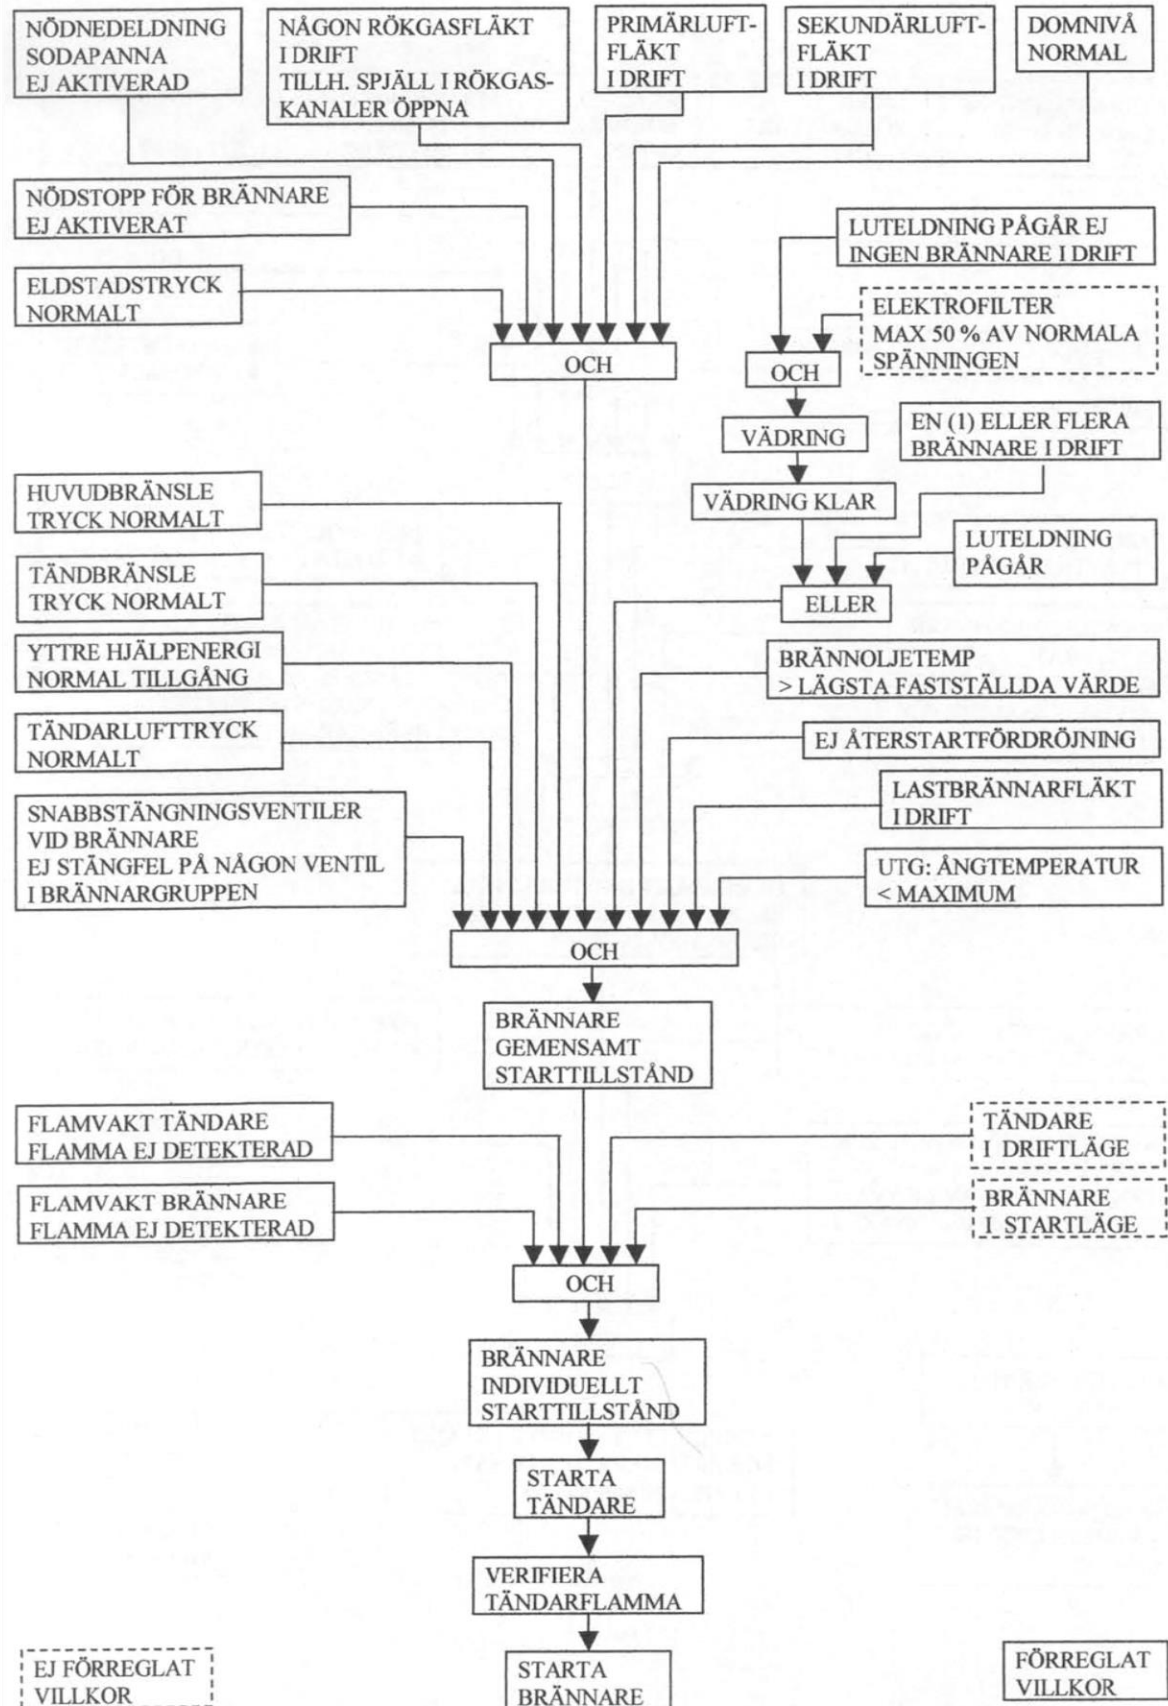 NÖDNEDELDNING
SODAPANNA
EJ AKTIVERAD
NÅGON RÖKGASFLÄKT
I DRIFT
TILLH. SPJÄLL I RÖKGAS-
KANALER ÖPPNA
PRIMÄRLUFT-
FLÄKT
I DRIFT
SEKUNDÄRLUFT-
FLÄKT
I DRIFT
DOMNIVÅ
NORMAL
NÖDSTOPP FÖR BRÄNNARE
EJ AKTIVERAT
LUTELDNING PÅGÅR EJ
INGEN BRÄNNARE I DRIFT
ELDSTADSTRYCK
NORMALT
ELEKTROFILTER
MAX 50 % AV NORMALA
SPÄNNINGEN
OCH
OCH
VÄDRING
EN (1) ELLER FLERA
BRÄNNARE I DRIFT
HUVUDBRÄNSLE
TRYCK NORMALT
VÄDRING KLAR
LUTELDNING
PÅGÅR
TÄNDBRÄNSLE
TRYCK NORMALT
ELLER
YTTRE HJÄLPENERGI
NORMAL TILLGÅNG
BRÄNNOLJETEMP
> LÄGSTA FASTSTÄLLDA VÄRDE
TÄNDARLUFTTRYCK
NORMALT
EJ ÅTERSTARTFÖRDRÖJNING
LASTBRÄNNARFLÄKT
I DRIFT
SNABBSTÄNGNINGSVENTILER
VID BRÄNNARE
EJ STÄNGFEL PÅ NÅGON VENTIL
I BRÄNNARGRUPPEN
UTG: ÅNGTEMPERATUR
< MAXIMUM
OCH
BRÄNNARE
GEMENSAMT
STARTTILLSTÅND
FLAMVAKT TÄNDARE
FLAMMA EJ DETEKTERAD
TÄNDARE
I DRIFTLÄGE
FLAMVAKT BRÄNNARE
FLAMMA EJ DETEKTERAD
BRÄNNARE
I STARTLÄGE
OCH
BRÄNNARE
INDIVIDUELLT
STARTTILLSTÅND
STARTA
TÄNDARE
VERIFIERA
TÄNDARFLAMMA
EJ FÖRREGLAT
VILLKOR
STARTA
BRÄNNARE
FÖRREGLAT
VILLKOR